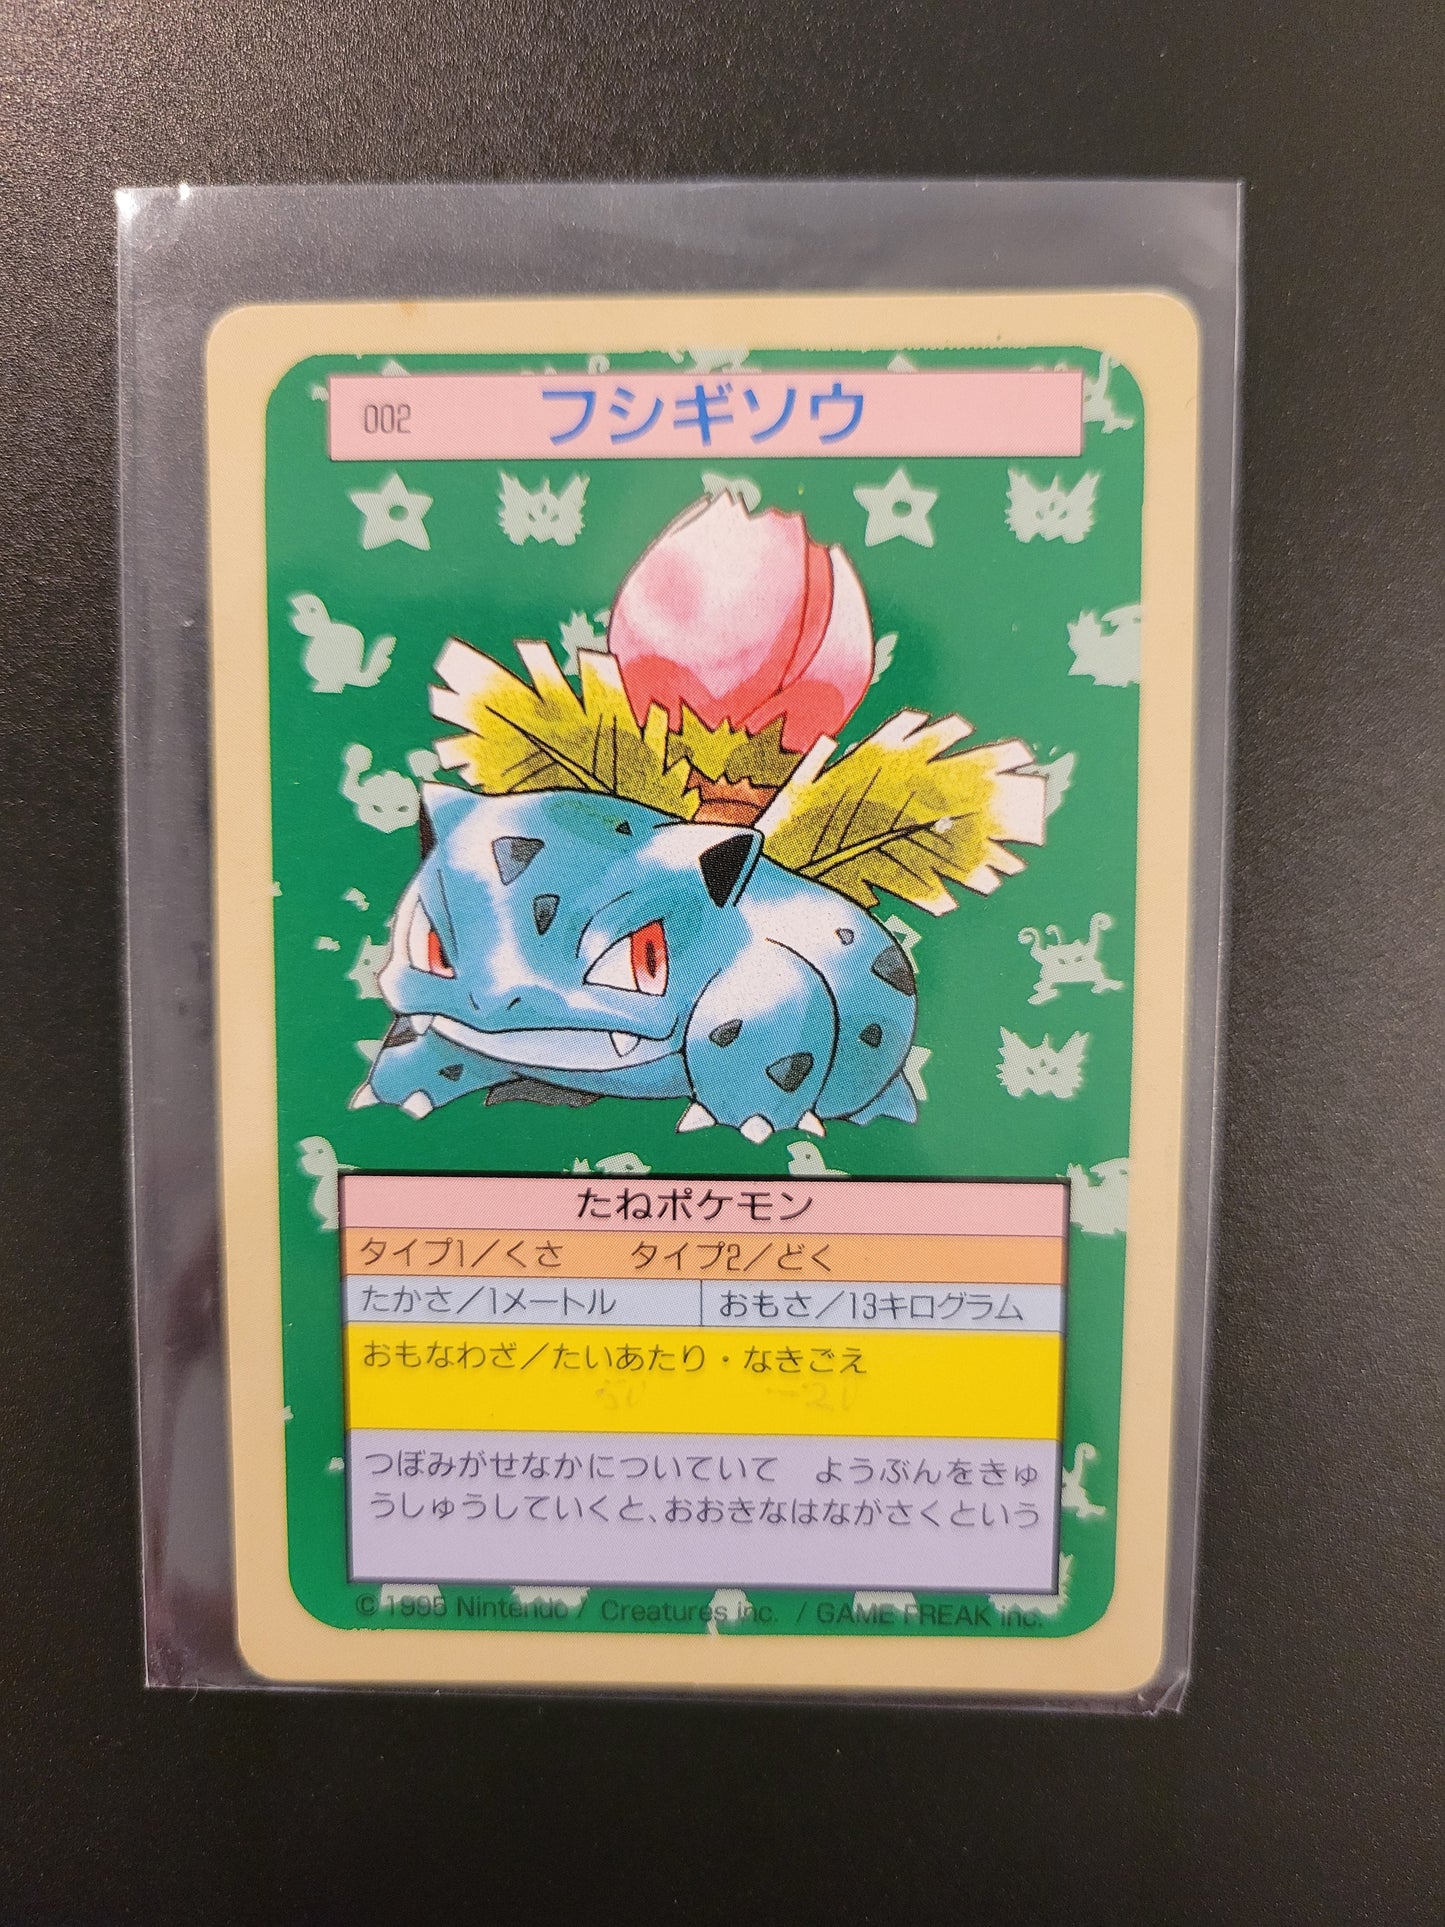 002 フシギソウ
たねポケモン
タイプ1／くさ　タイプ2／どく
たかさ／1メートル おもさ／13キログラム
おもなわざ／たいあたり・なきごえ
つぼみがせなかについていて　ようぶんをきゅ
うしゅうしていくと、おおきなはながさくという
© 1995 Nintendo / Creatures inc. / GAME FREAK inc.